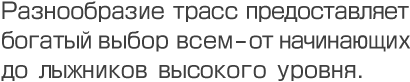 Разнообразие трасс предоставляет
богатый выбор всем-от начинающих
до лыжников высокого уровня.